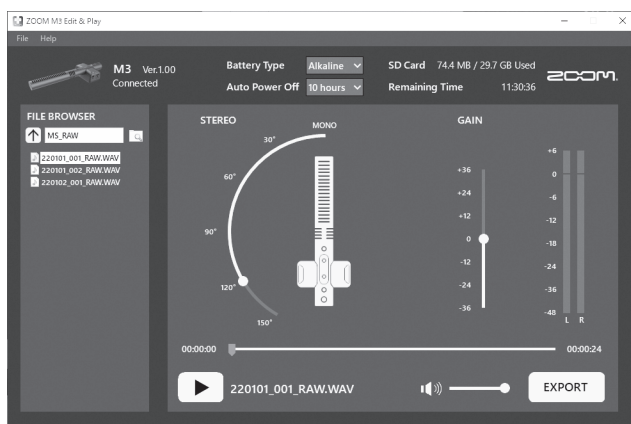 ZOOM M3 Edit & Play
File Help
M3 Ver.1.00
Connected
Battery Type Alkaline
Auto Power Off 10 hours
SD Card 74.4 MB / 29.7 GB Used
Remaining Time 11:30:36
ZOOM
FILE BROWSER
MS_RAW
220101_001_RAW.WAV
220101_002_RAW.WAV
220102_001_RAW.WAV
STEREO
MONO
30°
60°
90°
120°
150°
GAIN
+36
+24
+12
0
-12
-24
-36
+6
0
-6
-12
-18
-24
-36
-48
L R
00:00:00
00:00:24
220101_001_RAW.WAV
EXPORT